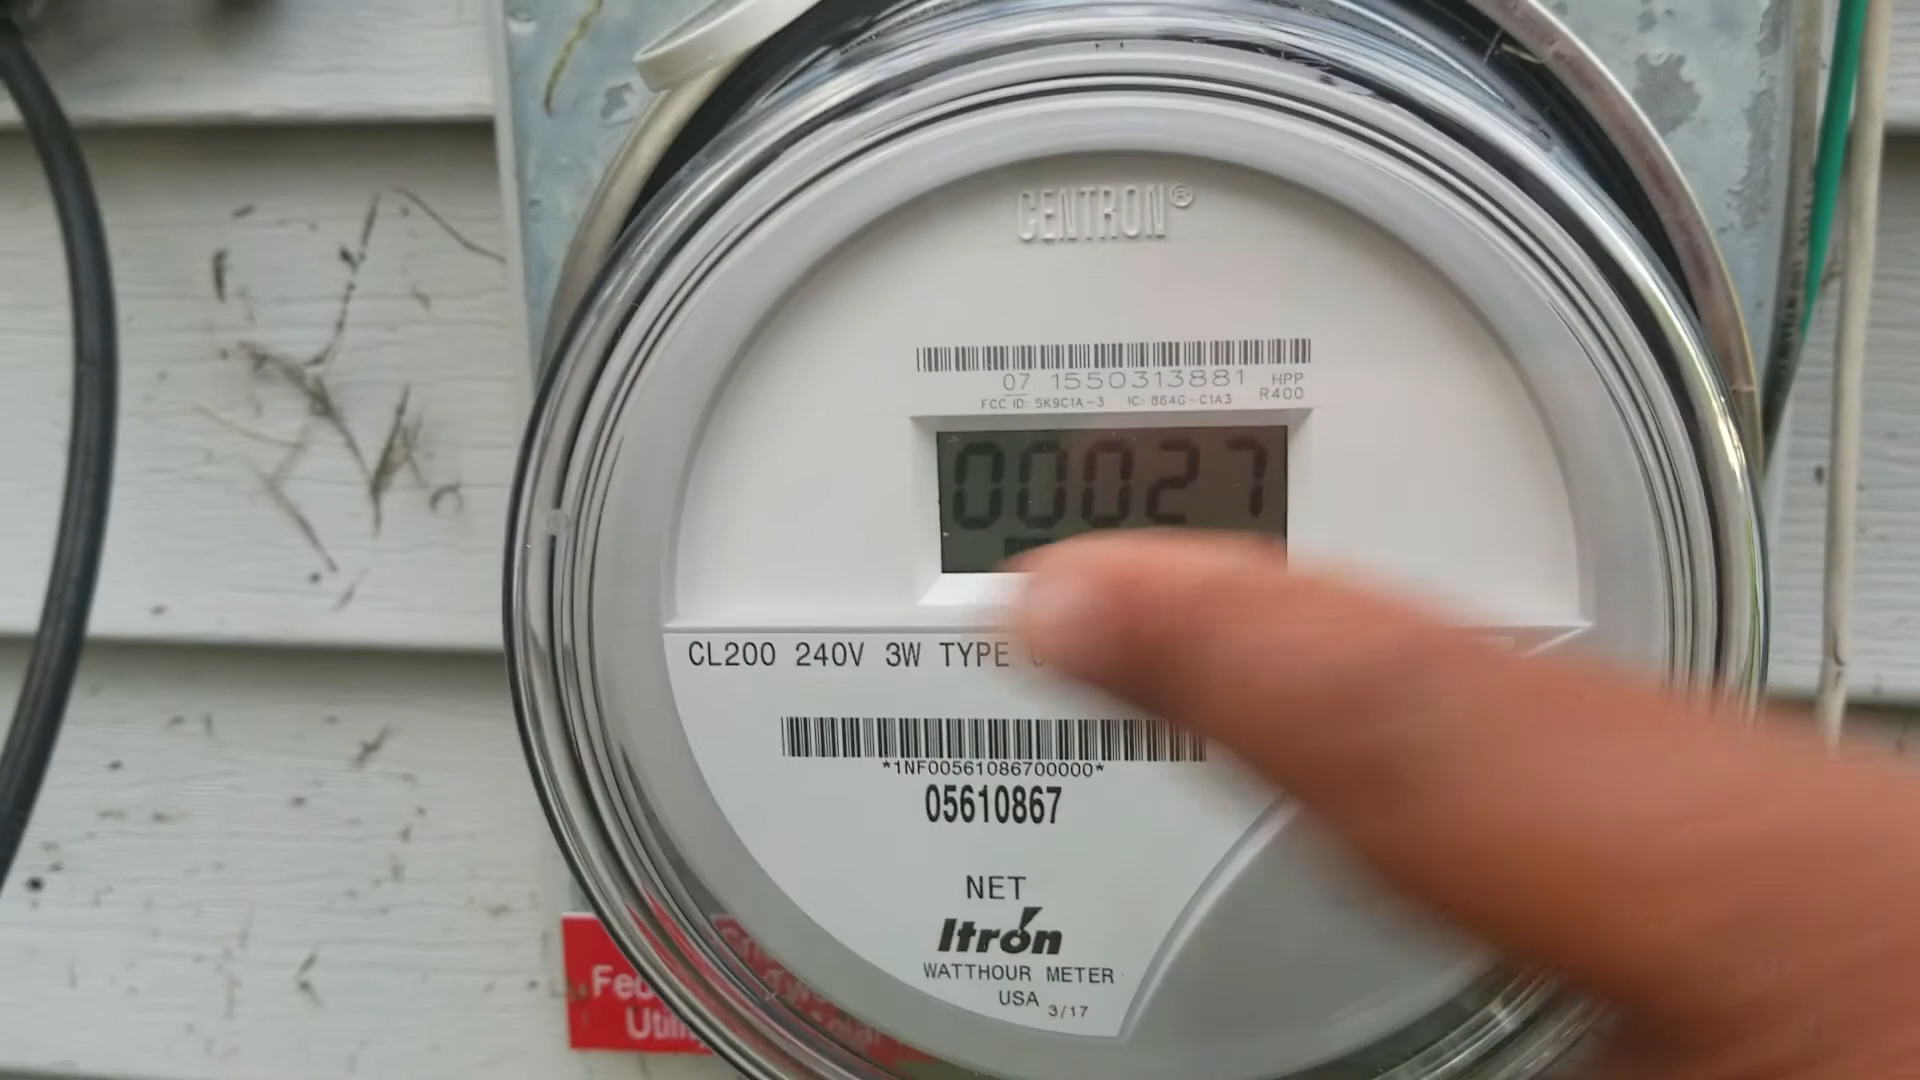 CENTRON®
07 1550313881 HPP
FCC ID: SK9C1A-3 IC: 864G-C1A3 R400
00027
CL200 240V 3W TYPE
*1NF00561086700000*
05610867
NET
Itron
WATTHOUR METER
USA 3/17